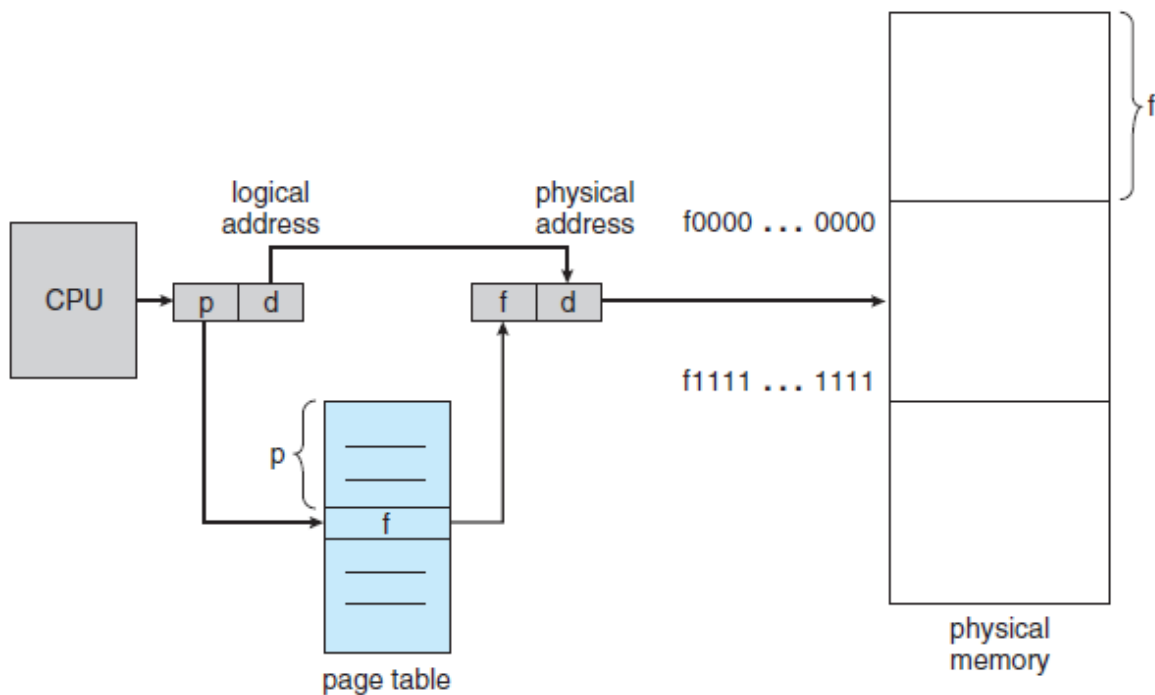 f
logical
address
physical
address
f0000 ... 0000
CPU
p d
f d
f1111 ... 1111
p
f
physical
memory
page table